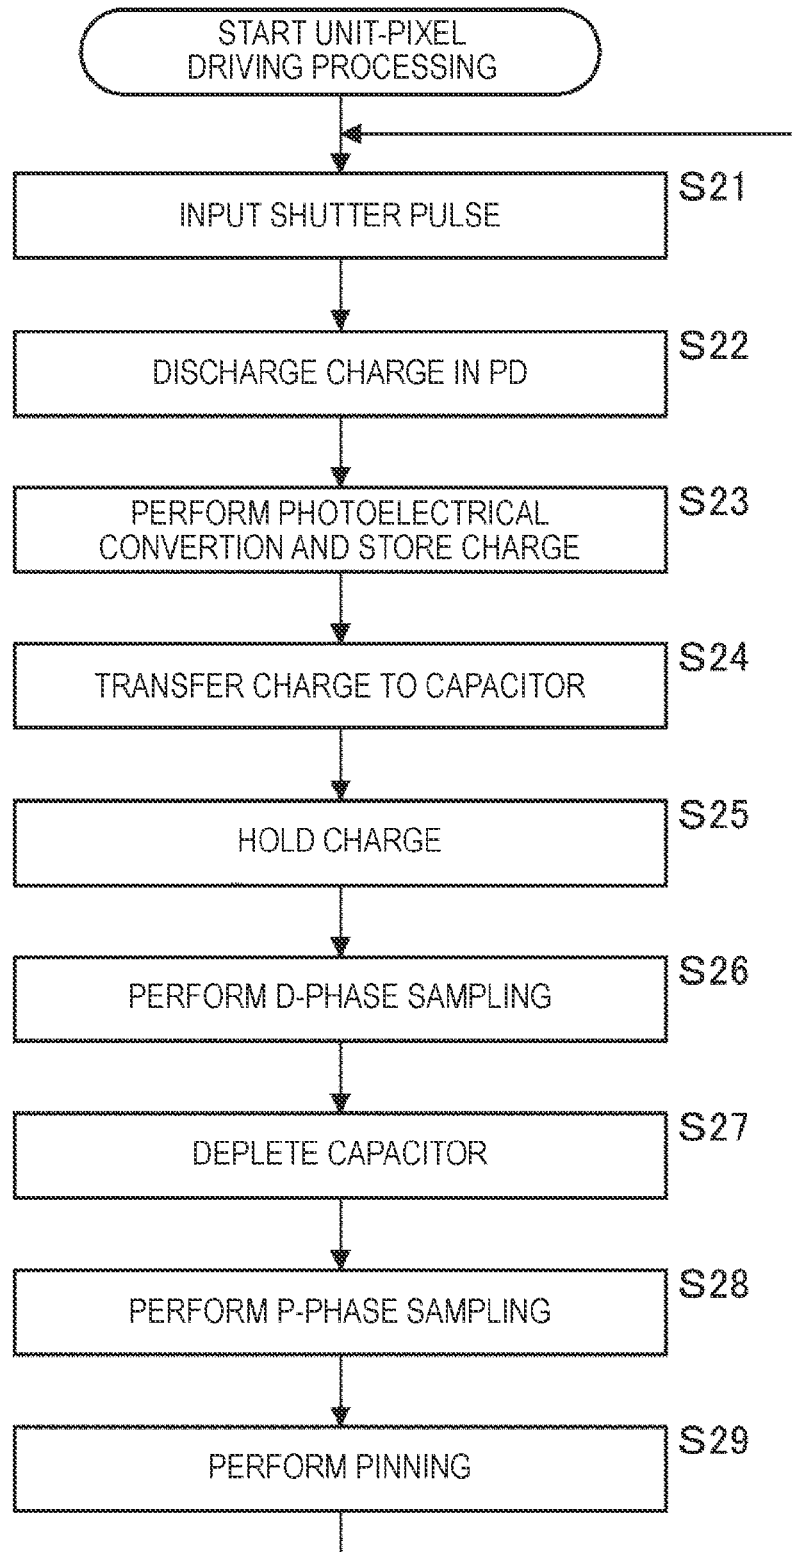 START UNIT-PIXEL
DRIVING PROCESSING
S21
INPUT SHUTTER PULSE
S22
DISCHARGE CHARGE IN PD
S23
PERFORM PHOTOELECTRICAL
CONVERTION AND STORE CHARGE
S24
TRANSFER CHARGE TO CAPACITOR
S25
HOLD CHARGE
S26
PERFORM D-PHASE SAMPLING
S27
DEPLETE CAPACITOR
S28
PERFORM P-PHASE SAMPLING
S29
PERFORM PINNING